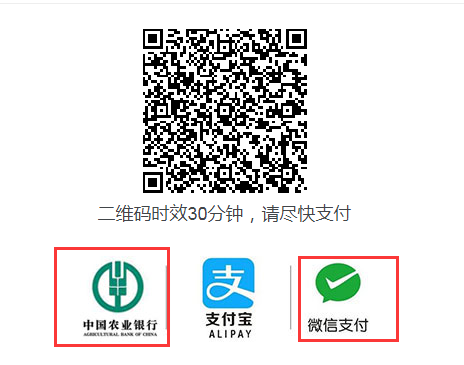 二维码时效30分钟，请尽快支付
中国农业银行
AGRICULTURAL BANK OF CHINA
支
支付宝
ALIPAY
微信支付